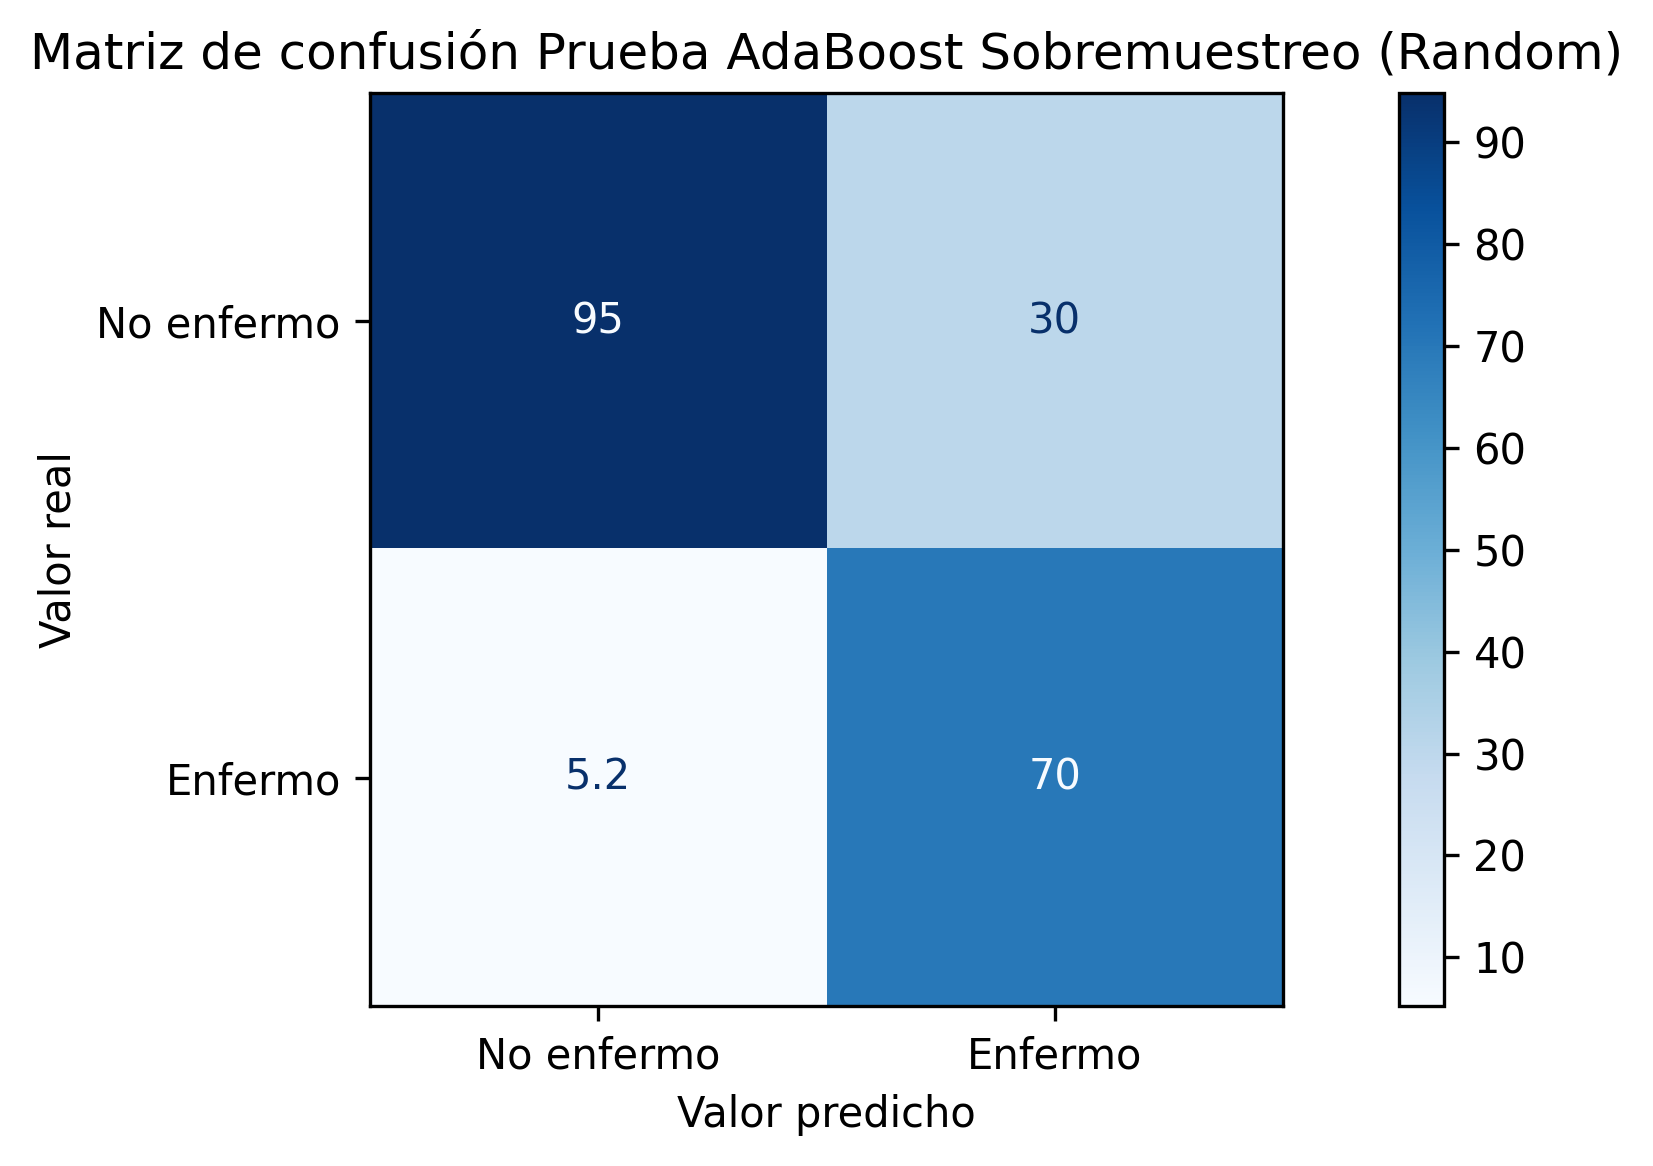 Matriz de confusión Prueba AdaBoost Sobremuestreo (Random)
No enfermo
Enfermo
Valor real
95
30
5.2
70
No enfermo
Enfermo
Valor predicho
90
80
70
60
50
40
30
20
10